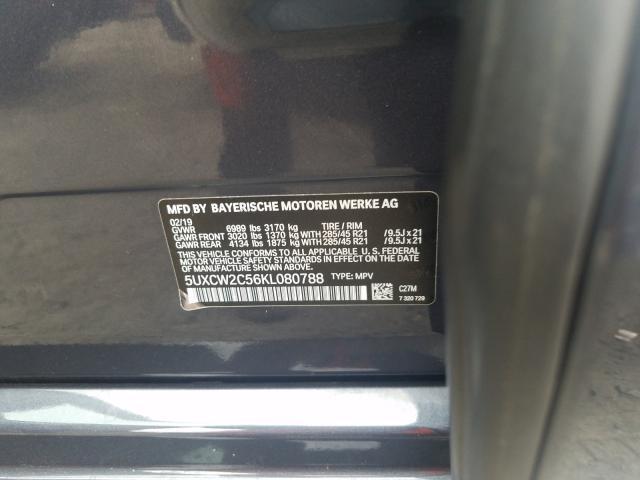 MFD BY BAYERISCHE MOTOREN WERKE AG
02/19
GVWR 6989 lbs 3170 kg TIRE / RIM
GAWR FRONT 3020 lbs 1370 kg WITH 285/45 R21 /9.5J x 21
GAWR REAR 4134 lbs 1875 kg WITH 285/45 R21 /9.5J x 21
THIS VEHICLE CONFORMS TO ALL APPLICABLE FEDERAL
MOTOR VEHICLE SAFETY STANDARDS IN EFFECT ON THE DATE
OF MANUFACTURE SHOWN ABOVE.
5UXCW2C56KL080788 TYPE: MPV
C27M
7 320 729